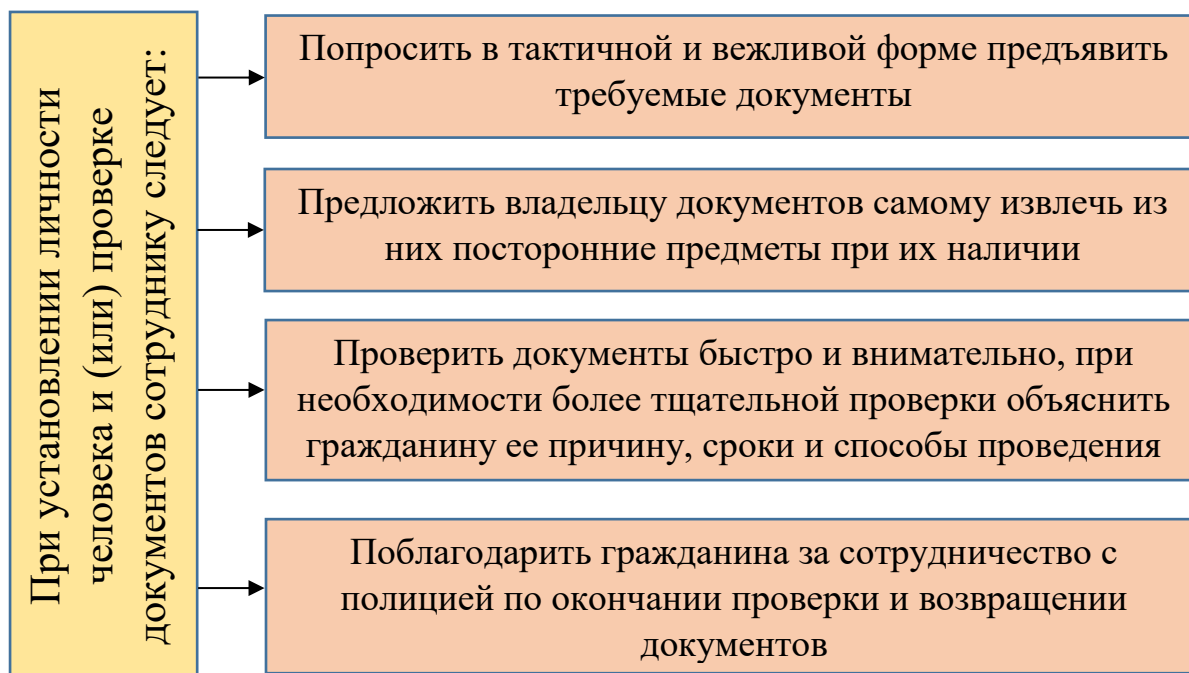 При установлении личности
человека и (или) проверке
документов сотруднику следует:
Попросить в тактичной и вежливой форме предъявить
требуемые документы
Предложить владельцу документов самому извлечь из
них посторонние предметы при их наличии
Проверить документы быстро и внимательно, при
необходимости более тщательной проверки объяснить
гражданину ее причину, сроки и способы проведения
Поблагодарить гражданина за сотрудничество с
полицией по окончании проверки и возвращении
документов